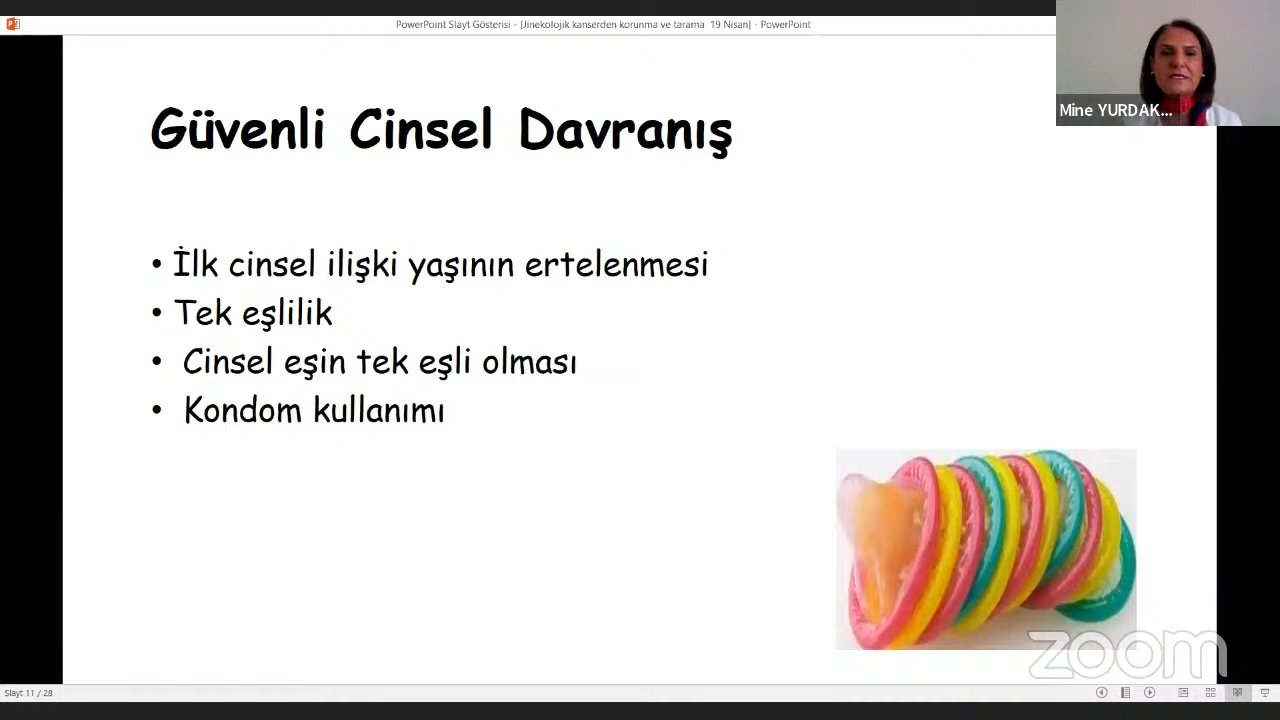 PowerPoint Slayt Gösterisi - [Jinekolojik kanserden korunma ve tarama 19 Nisan] - PowerPoint
Mine YURDAK...
Güvenli Cinsel Davranış
• İlk cinsel ilişki yaşının ertelenmesi
• Tek eşlilik
• Cinsel eşin tek eşli olması
• Kondom kullanımı
zoom
Slayt 11 / 28